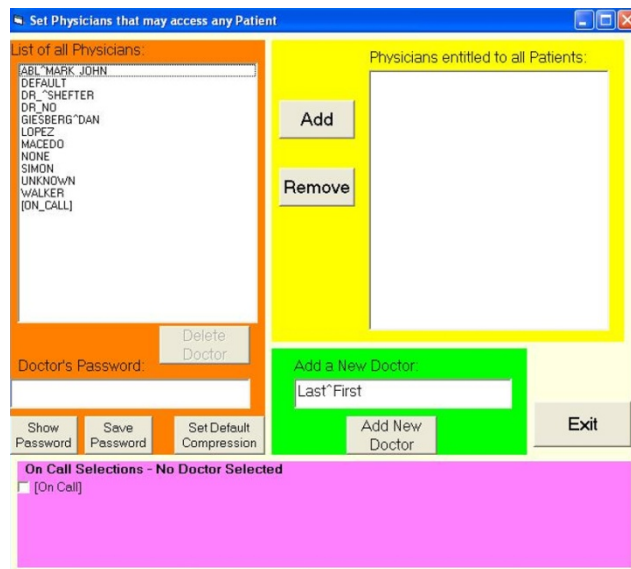 Set Physicians that may access any Patient
List of all Physicians:
ABL^MARK JOHN
DEFAULT
DR_^SHEFTER
DR_NO
GIESBERG^DAN
LOPEZ
MACEDO
NONE
SIMON
UNKNOWN
WALKER
[ON_CALL]
Physicians entitled to all Patients:
Add
Remove
Delete
Doctor
Doctor's Password:
Show
Password
Save
Password
Set Default
Compression
Add a New Doctor:
Last^First
Add New
Doctor
Exit
On Call Selections - No Doctor Selected
[On Call]